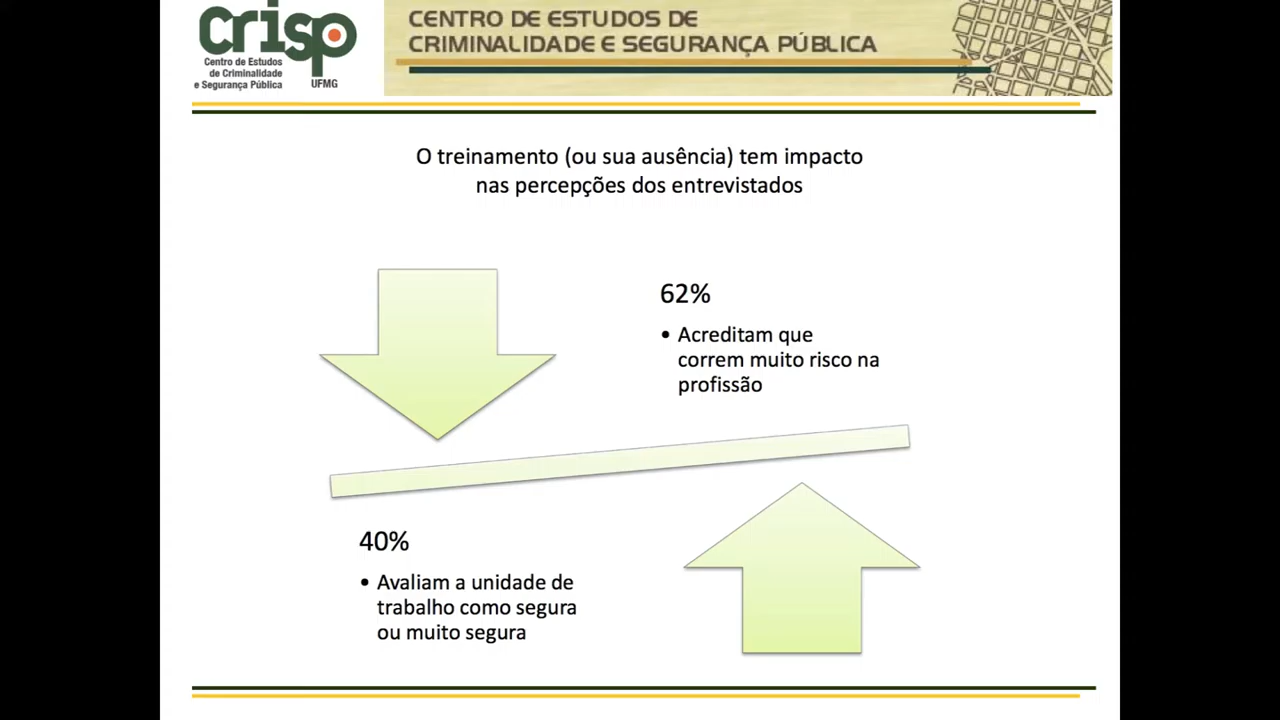 crisp
Centro de Estudos
de Criminalidade
e Segurança Pública
UFMG
CENTRO DE ESTUDOS DE
CRIMINALIDADE E SEGURANÇA PÚBLICA
O treinamento (ou sua ausência) tem impacto
nas percepções dos entrevistados
62%
• Acreditam que
correm muito risco na
profissão
40%
• Avaliam a unidade de
trabalho como segura
ou muito segura